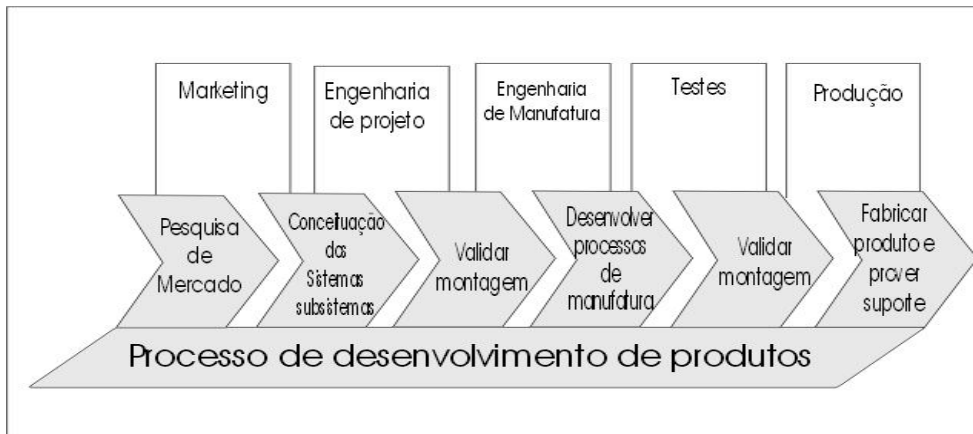 Marketing
Engenharia
de projeto
Engenharia
de Manufatura
Testes
Produção
Pesquisa
de
Mercado
Conceituação
dos
Sistemas
subsistemas
Validar
montagem
Desenvolver
processos
de
manufatura
Validar
montagem
Fabricar
produto e
prover
suporte
Processo de desenvolvimento de produtos